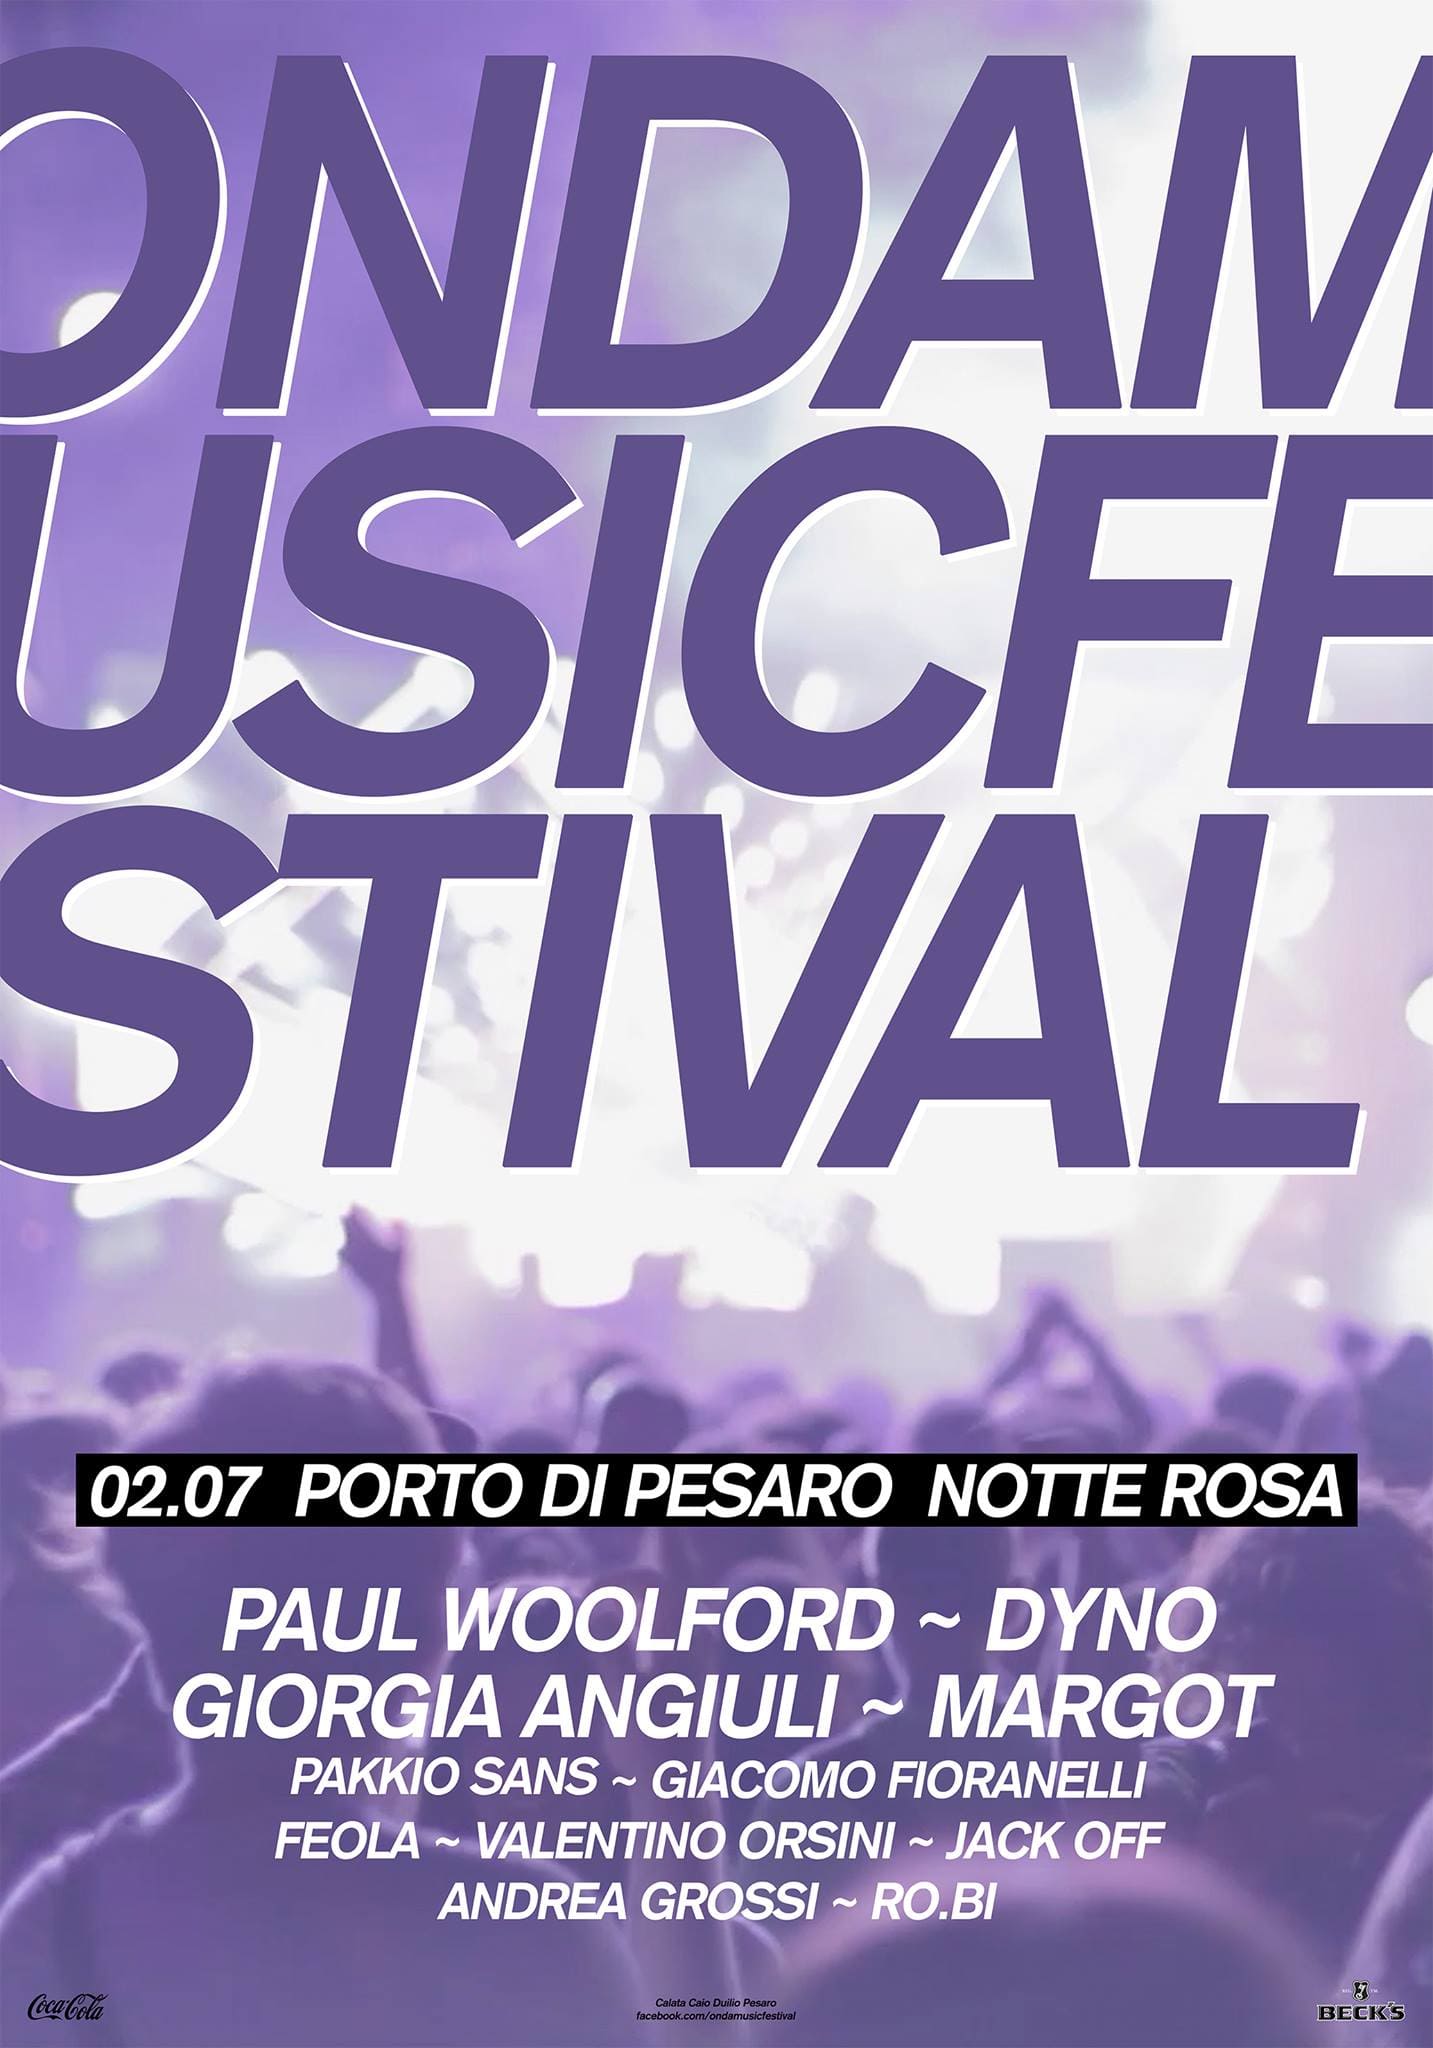 ONDAM
USICFE
STIVAL
02.07 PORTO DI PESARO NOTTE ROSA
PAUL WOOLFORD ~ DYNO
GIORGIA ANGIULI ~ MARGOT
PAKKIO SANS ~ GIACOMO FIORANELLI
FEOLA ~ VALENTINO ORSINI ~ JACK OFF
ANDREA GROSSI ~ RO.BI
Coca-Cola
Calata Caio Duilio Pesaro
facebook.com/ondamusicfestival
BECK'S